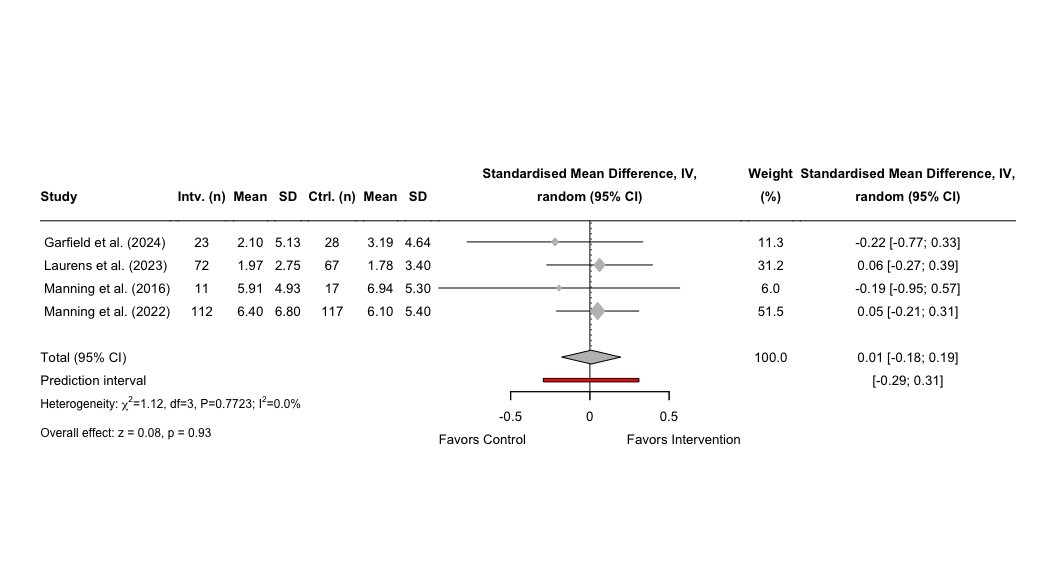 Standardised Mean Difference, IV, Weight Standardised Mean Difference, IV,
Study Intv. (n) Mean SD Ctrl. (n) Mean SD random (95% CI) (%) random (95% CI)
Garfield et al. (2024) 23 2.10 5.13 28 3.19 4.64 11.3 -0.22 [-0.77; 0.33]
Laurens et al. (2023) 72 1.97 2.75 67 1.78 3.40 31.2 0.06 [-0.27; 0.39]
Manning et al. (2016) 11 5.91 4.93 17 6.94 5.30 6.0 -0.19 [-0.95; 0.57]
Manning et al. (2022) 112 6.40 6.80 117 6.10 5.40 51.5 0.05 [-0.21; 0.31]
Total (95% CI) 100.0 0.01 [-0.18; 0.19]
Prediction interval [-0.29; 0.31]
Heterogeneity: χ²=1.12, df=3, P=0.7723; I²=0.0%
-0.5 0 0.5
Overall effect: z = 0.08, p = 0.93
Favors Control Favors Intervention